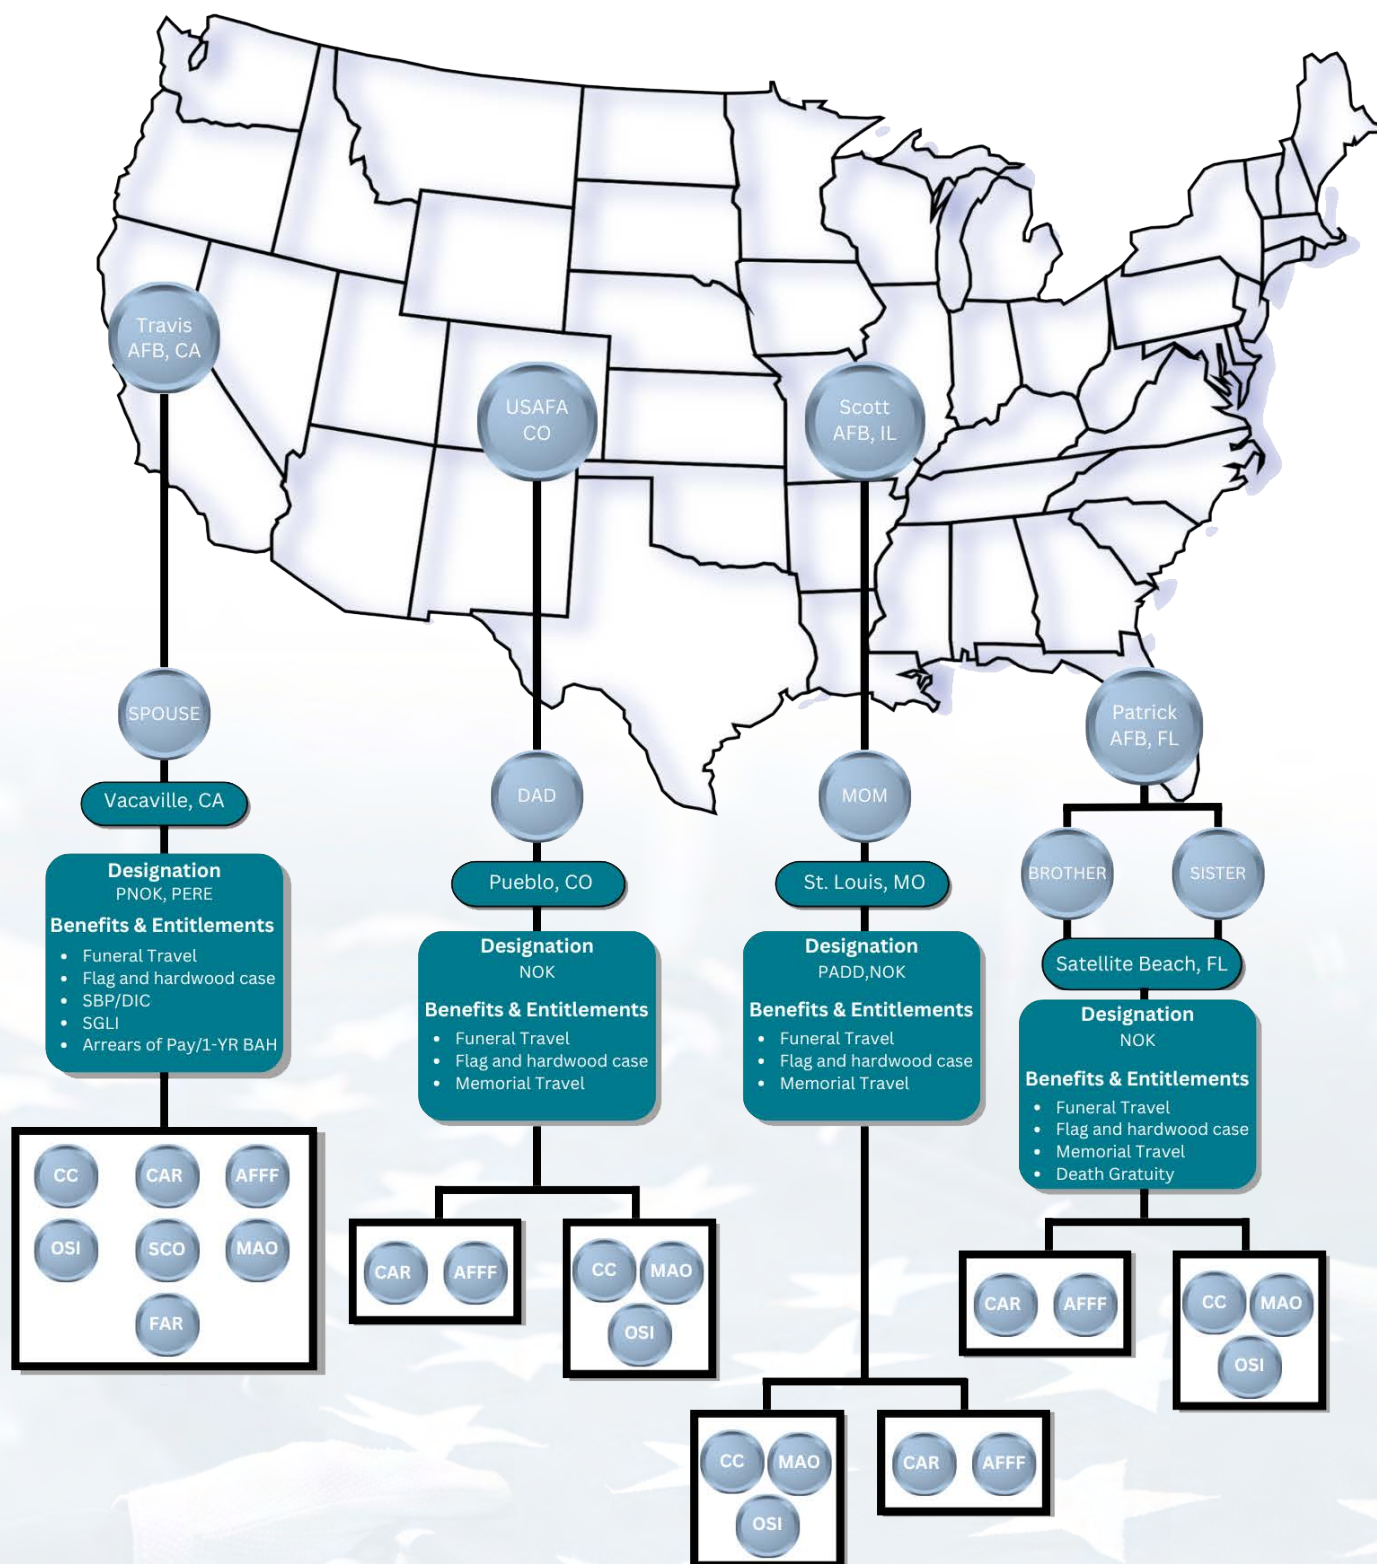 Travis
AFB, CA
USAFA
CO
Scott
AFB, IL
Patrick
AFB, FL
SPOUSE
Vacaville, CA
Designation
PNOK, PERE
Benefits & Entitlements
• Funeral Travel
• Flag and hardwood case
• SBP/DIC
• SGLI
• Arrears of Pay/1-YR BAH
CC CAR AFFF
OSI SCO MAO
FAR
DAD
Pueblo, CO
Designation
NOK
Benefits & Entitlements
• Funeral Travel
• Flag and hardwood case
• Memorial Travel
CAR AFFF
CC MAO
OSI
MOM
St. Louis, MO
Designation
PADD,NOK
Benefits & Entitlements
• Funeral Travel
• Flag and hardwood case
• Memorial Travel
CC MAO
OSI
CAR AFFF
BROTHER SISTER
Satellite Beach, FL
Designation
NOK
Benefits & Entitlements
• Funeral Travel
• Flag and hardwood case
• Memorial Travel
• Death Gratuity
CAR AFFF
CC MAO
OSI